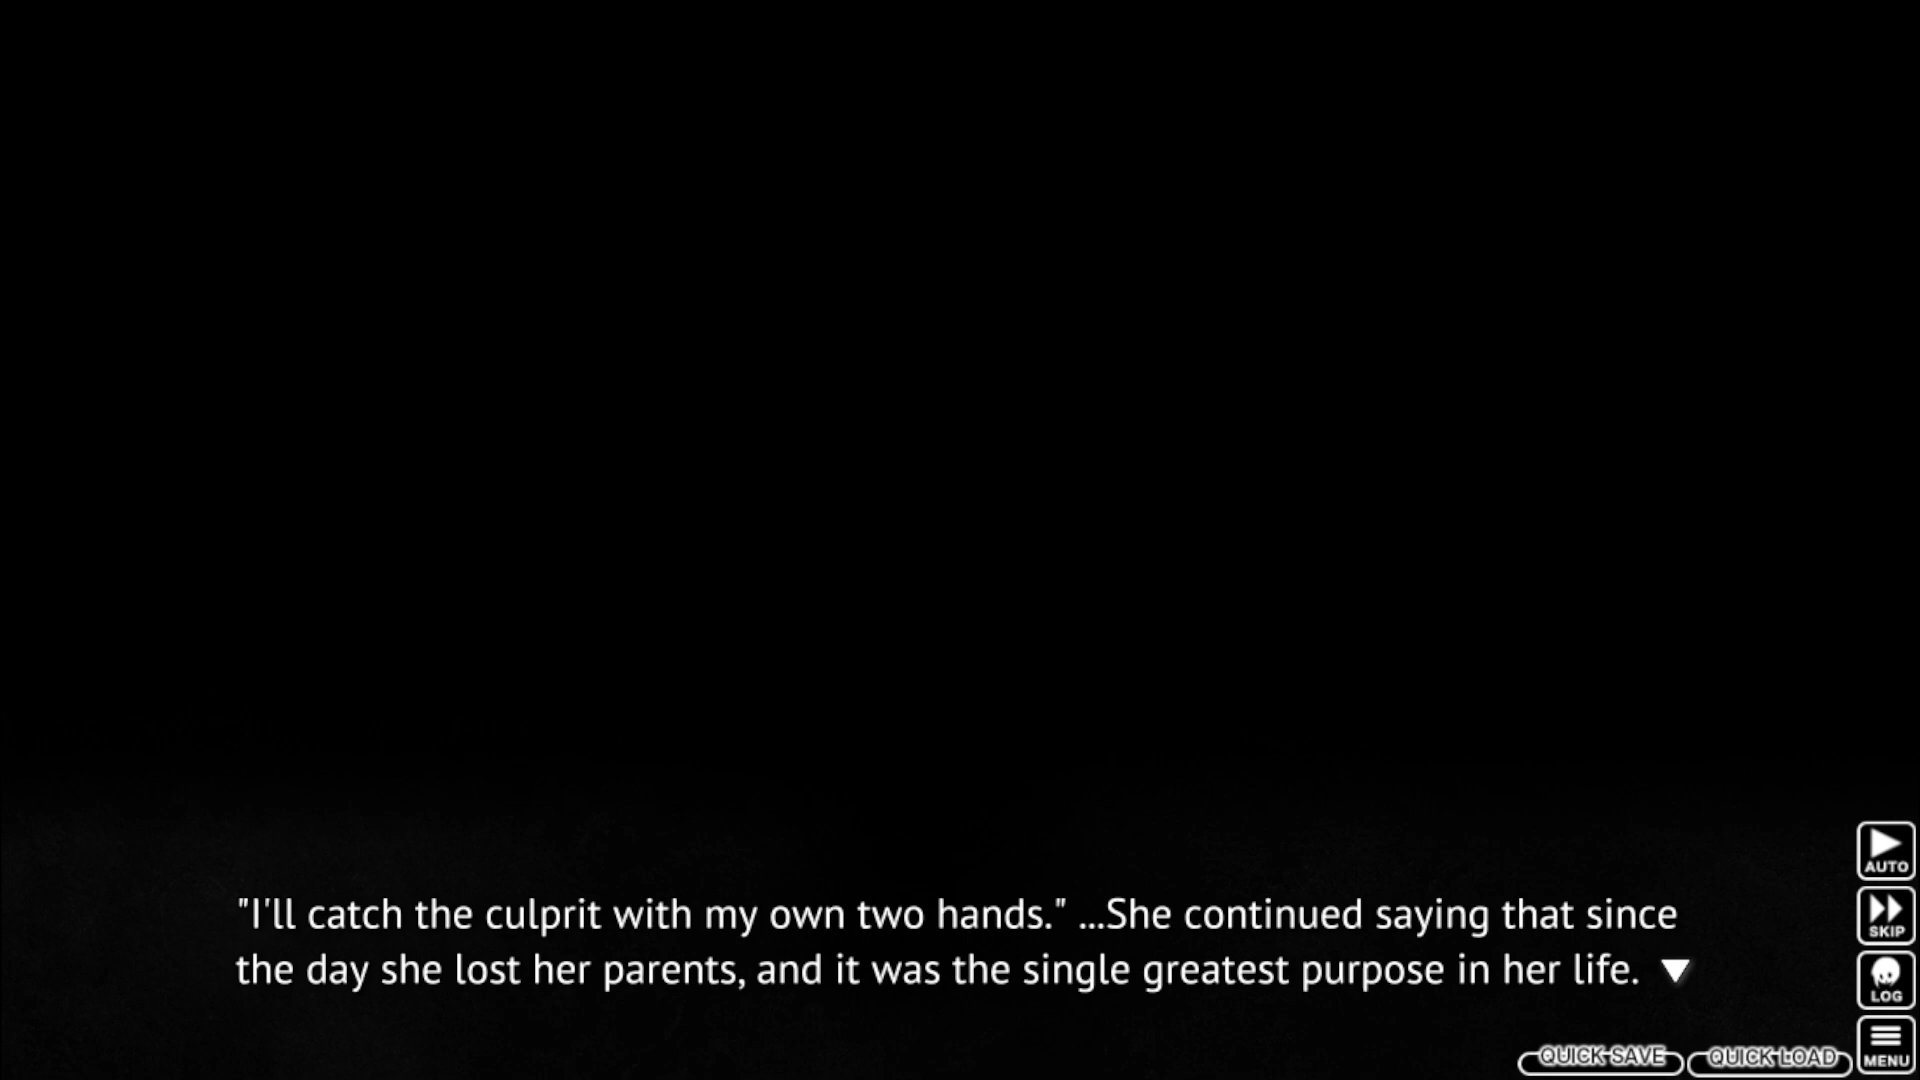 "I'll catch the culprit with my own two hands." ...She continued saying that since
the day she lost her parents, and it was the single greatest purpose in her life.
AUTO
SKIP
LOG
MENU
QUICK SAVE
QUICK LOAD